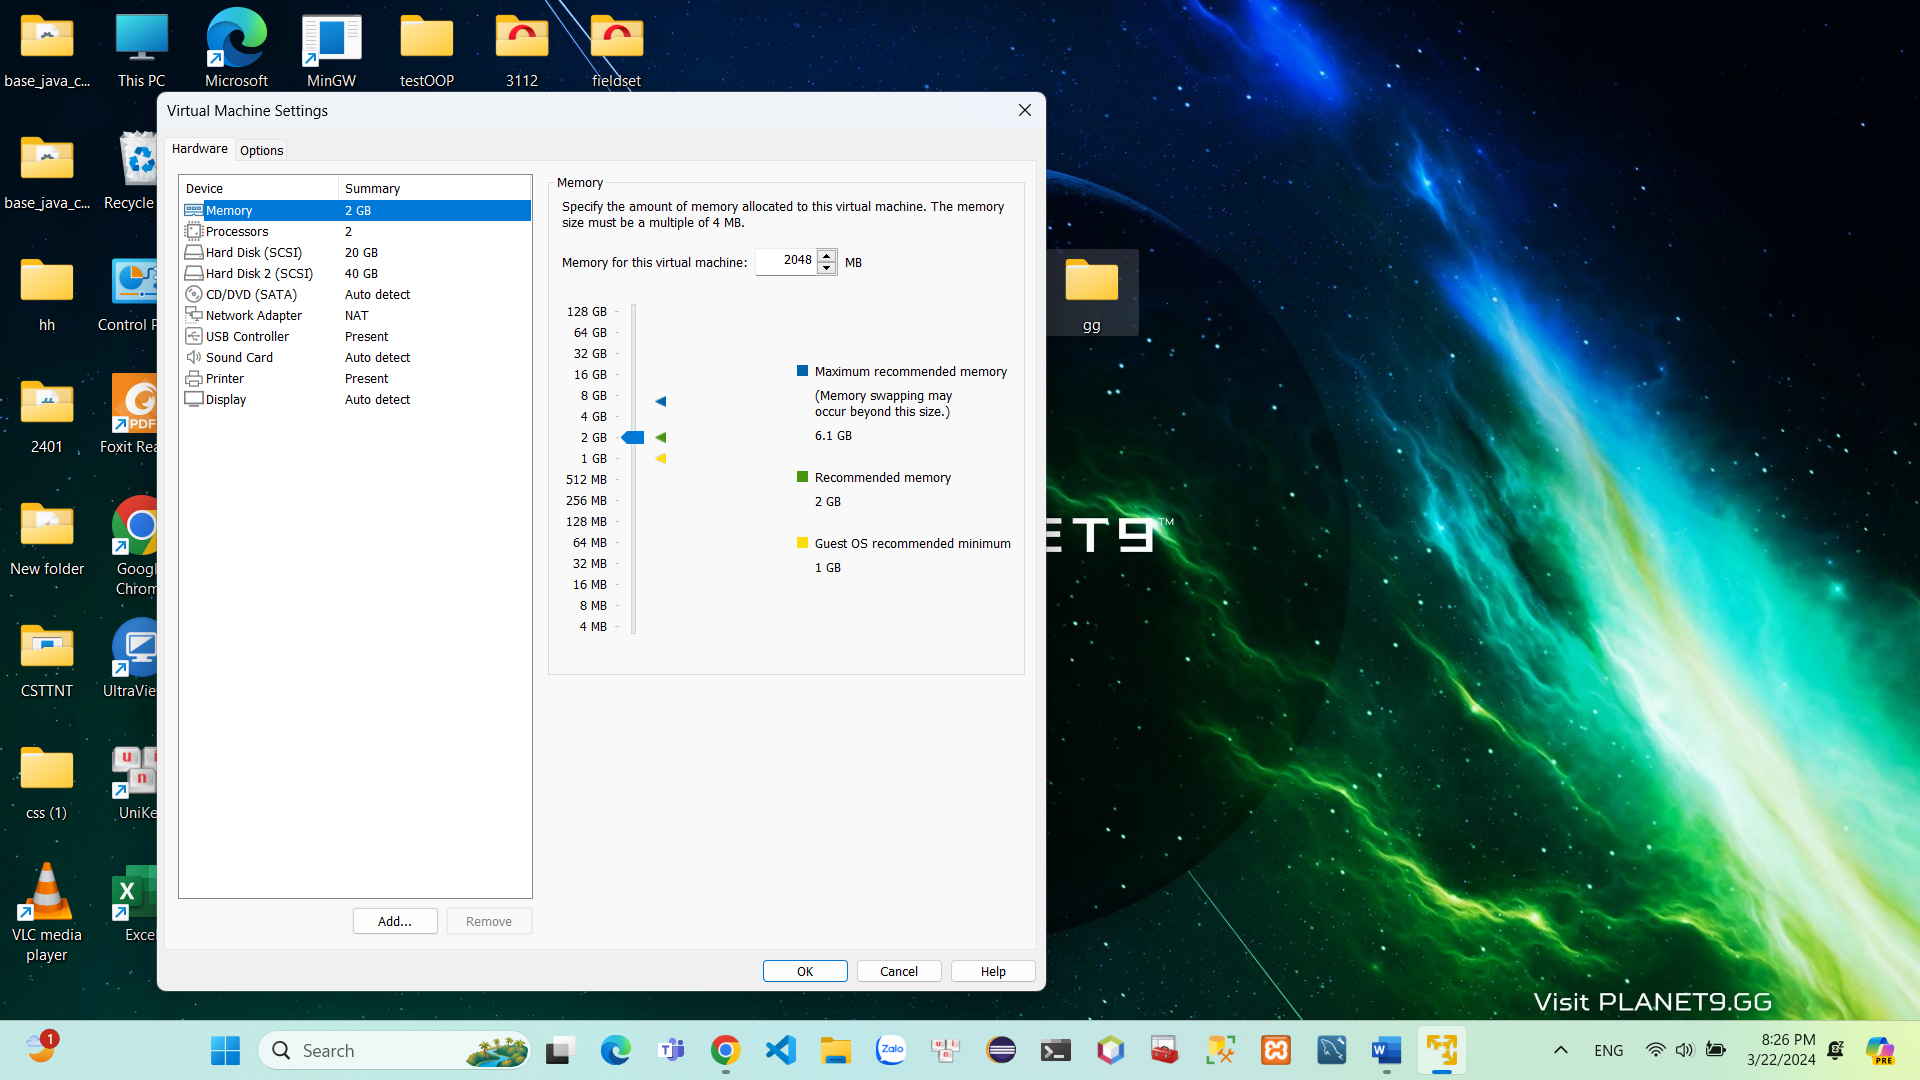 base_java_c...
This PC
Microsoft
MinGW
testOOP
3112
fieldset
base_java_c...
Recycle
hh
Control P
2401
PDF
Foxit Rea
New folder
Googl
Chrom
CSTTNT
UltraVie
css (1)
u
i
n
UniKe
VLC media
player
X
Excel
gg
Virtual Machine Settings
Hardware
Options
Device Summary
Memory 2 GB
Processors 2
Hard Disk (SCSI) 20 GB
Hard Disk 2 (SCSI) 40 GB
CD/DVD (SATA) Auto detect
Network Adapter NAT
USB Controller Present
Sound Card Auto detect
Printer Present
Display Auto detect
Add...
Remove
Memory
Specify the amount of memory allocated to this virtual machine. The memory
size must be a multiple of 4 MB.
Memory for this virtual machine: 2048 MB
128 GB
64 GB
32 GB
16 GB
8 GB
4 GB
2 GB
1 GB
512 MB
256 MB
128 MB
64 MB
32 MB
16 MB
8 MB
4 MB
Maximum recommended memory
(Memory swapping may
occur beyond this size.)
6.1 GB
Recommended memory
2 GB
Guest OS recommended minimum
1 GB
OK
Cancel
Help
ET9™
Visit PLANET9.GG
1
Search
Zalo
W
ENG
8:26 PM
3/22/2024
PRE